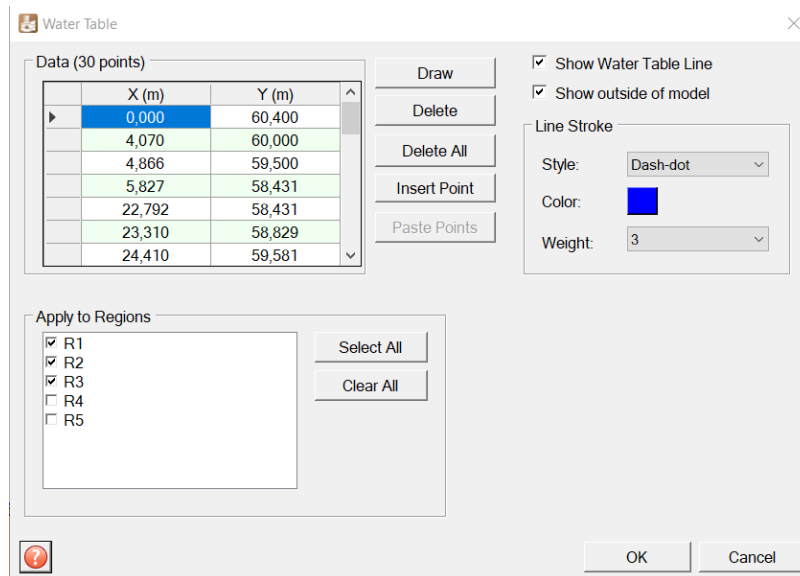 Water Table
Data (30 points)
X (m) Y (m)
0,000 60,400
4,070 60,000
4,866 59,500
5,827 58,431
22,792 58,431
23,310 58,829
24,410 59,581
Draw
Delete
Delete All
Insert Point
Paste Points
Show Water Table Line
Show outside of model
Line Stroke
Style: Dash-dot
Color:
Weight: 3
Apply to Regions
R1
R2
R3
R4
R5
Select All
Clear All
?
OK
Cancel